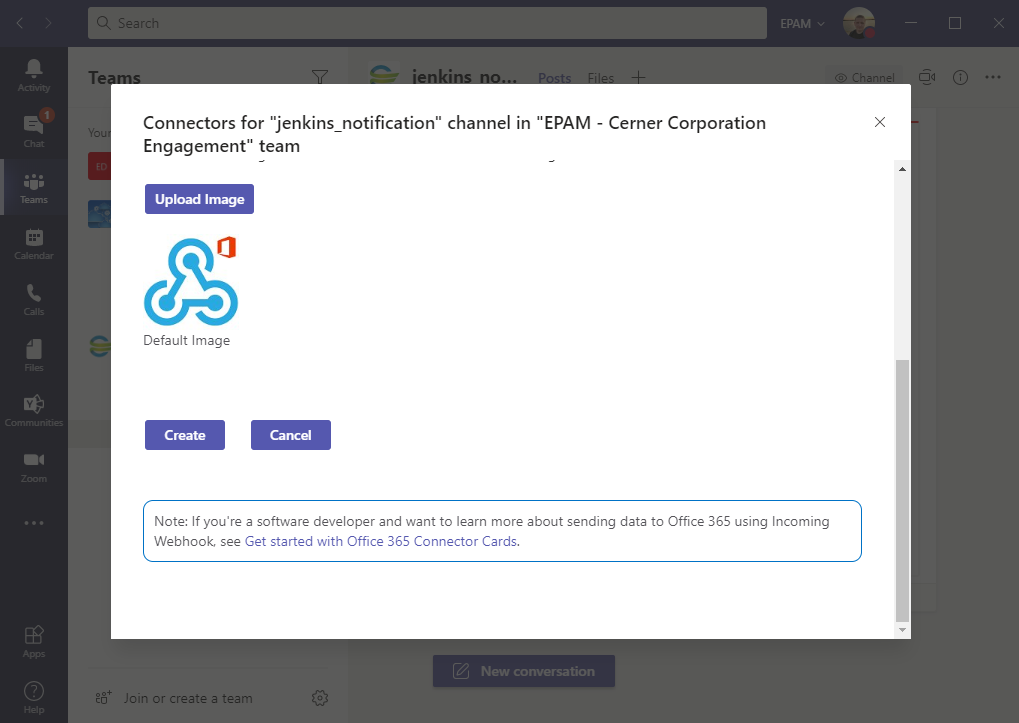 Search
EPAM
Activity
Teams
jenkins_no...
Posts
Files
Channel
Connectors for "jenkins_notification" channel in "EPAM - Cerner Corporation
Engagement" team
1
Chat
Your
ED
Teams
Upload Image
Calendar
Calls
Default Image
Files
Communities
Create
Cancel
Zoom
Note: If you're a software developer and want to learn more about sending data to Office 365 using Incoming
Webhook, see Get started with Office 365 Connector Cards.
Apps
New conversation
Join or create a team
Help